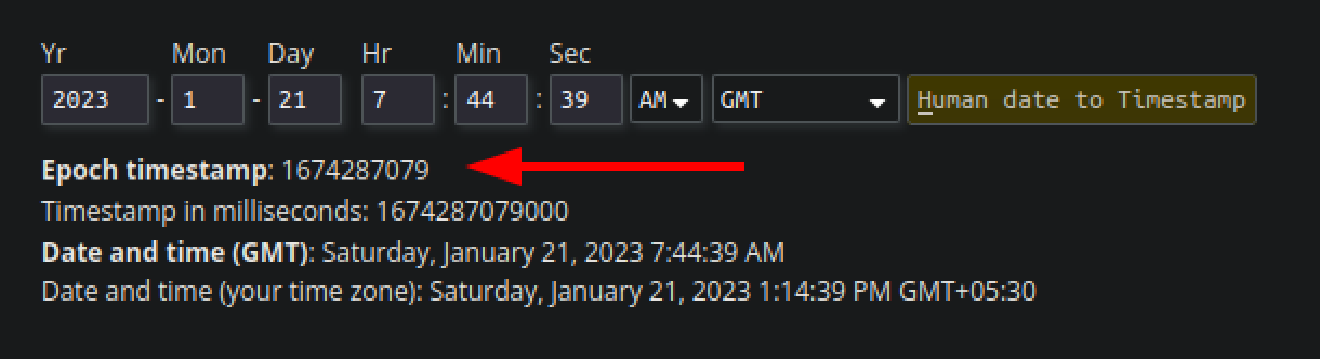 Yr Mon Day Hr Min Sec
2023 - 1 - 21 7 : 44 : 39 AM GMT Human date to Timestamp
Epoch timestamp: 1674287079
Timestamp in milliseconds: 1674287079000
Date and time (GMT): Saturday, January 21, 2023 7:44:39 AM
Date and time (your time zone): Saturday, January 21, 2023 1:14:39 PM GMT+05:30